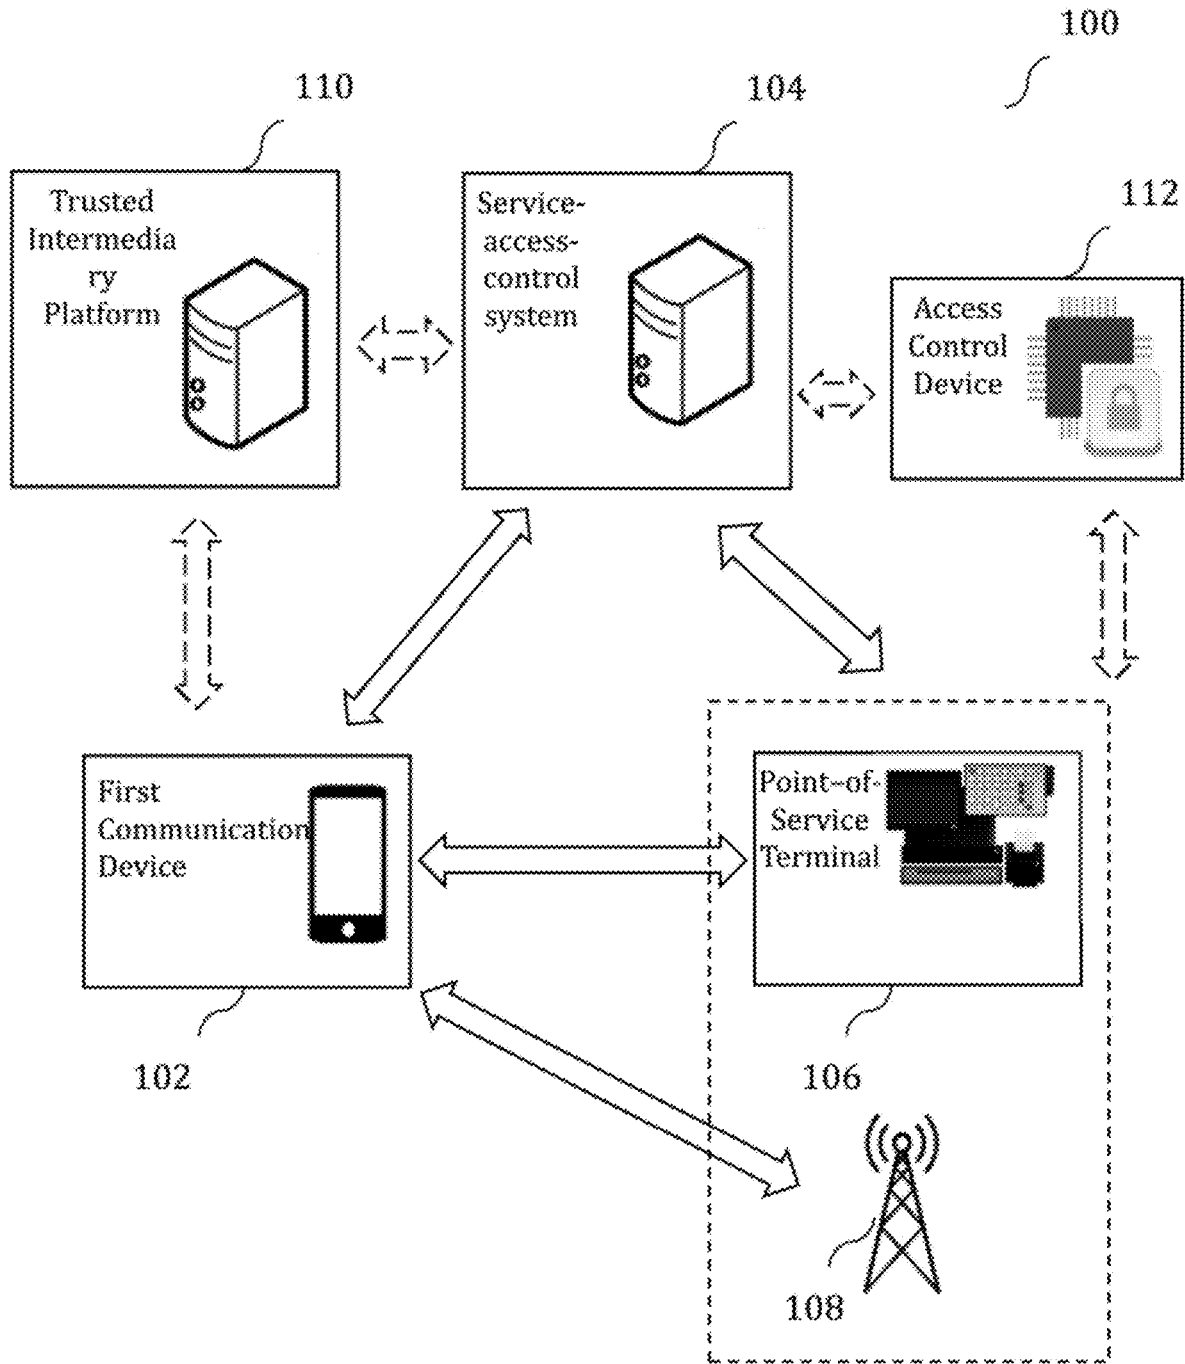 100
110
104
112
Trusted
Intermedia
ry
Platform
Service-
access-
control
system
Access
Control
Device
First
Communication
Device
Point-of-
Service
Terminal
102
106
108